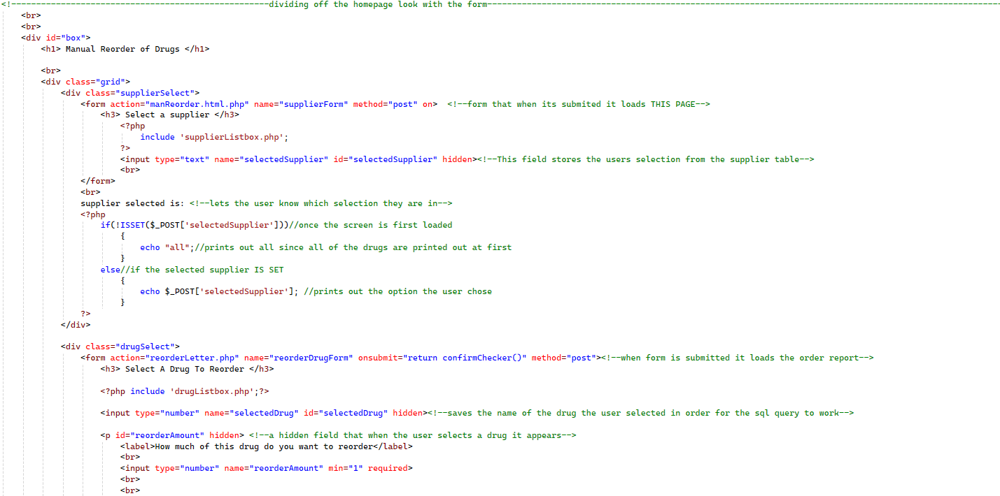 <!----------------------------------------------------dividing off the homepage look with the form--------------------------------------------------------------------------------------------------------
<br>
<br>
<div id="box">
<h1> Manual Reorder of Drugs </h1>
<br>
<div class="grid">
<div class="supplierSelect">
<form action="manReorder.html.php" name="supplierForm" method="post" on>  <!--form that when its submited it loads THIS PAGE-->
<h3> Select a supplier </h3>
<?php
include 'supplierListbox.php';
?>
<input type="text" name="selectedSupplier" id="selectedSupplier" hidden><!--This field stores the users selection from the supplier table-->
<br>
</form>
<br>
supplier selected is: <!--lets the user know which selection they are in-->
<?php
if(!ISSET($_POST['selectedSupplier']))//once the screen is first loaded
{
echo "all";//prints out all since all of the drugs are printed out at first
}
else//if the selected supplier IS SET
{
echo $_POST['selectedSupplier']; //prints out the option the user chose
}
?>
</div>
<div class="drugSelect">
<form action="reorderLetter.php" name="reorderDrugForm" onsubmit="return confirmChecker()" method="post"><!--when form is submitted it loads the order report-->
<h3> Select A Drug To Reorder </h3>
<?php include 'drugListbox.php';?>
<input type="number" name="selectedDrug" id="selectedDrug" hidden><!--saves the name of the drug the user selected in order for the sql query to work-->
<p id="reorderAmount" hidden> <!--a hidden field that when the user selects a drug it appears-->
<label>How much of this drug do you want to reorder</label>
<br>
<input type="number" name="reorderAmount" min="1" required>
<br>
<br>